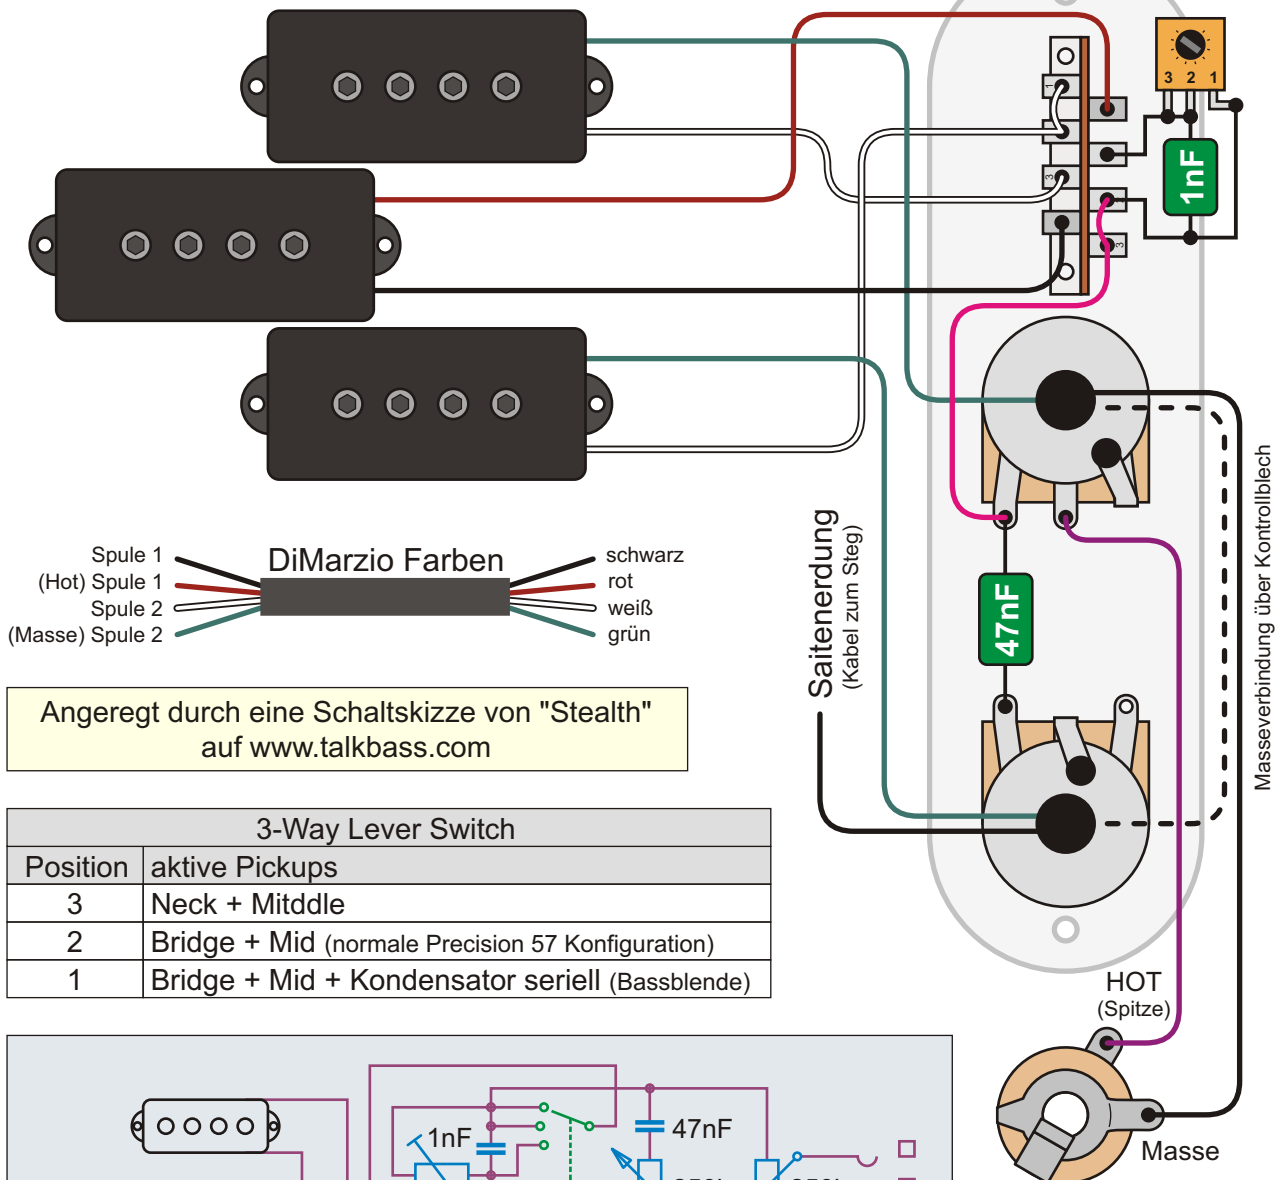 3 2 1
1
3
3
1nF
DiMarzio Farben
Spule 1
(Hot) Spule 1
Spule 2
(Masse) Spule 2
schwarz
rot
weiß
grün
47nF
Saitenerdung
(Kabel zum Steg)
Masseverbindung über Kontrollblech
Angeregt durch eine Schaltskizze von "Stealth"
auf www.talkbass.com
3-Way Lever Switch
Position aktive Pickups
3 Neck + Mitddle
2 Bridge + Mid (normale Precision 57 Konfiguration)
1 Bridge + Mid + Kondensator seriell (Bassblende)
HOT
(Spitze)
Masse
1nF
47nF